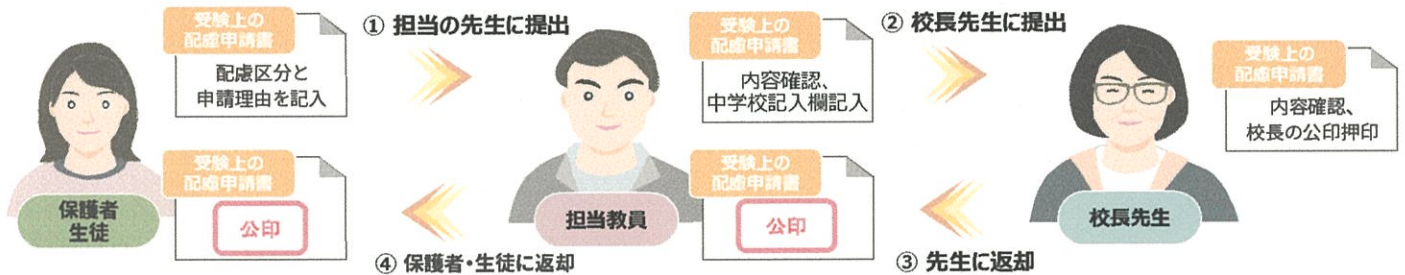 受験上の
配慮申請書
配慮区分と
申請理由を記入
① 担当の先生に提出
受験上の
配慮申請書
内容確認、
中学校記入欄記入
② 校長先生に提出
受験上の
配慮申請書
内容確認、
校長の公印押印
保護者
生徒
受験上の
配慮申請書
公印
④ 保護者・生徒に返却
担当教員
受験上の
配慮申請書
公印
③ 先生に返却
校長先生